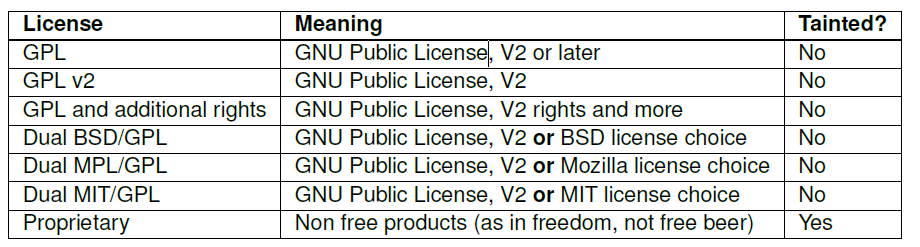 License Meaning Tainted?
GPL GNU Public License, V2 or later No
GPL v2 GNU Public License, V2 No
GPL and additional rights GNU Public License, V2 rights and more No
Dual BSD/GPL GNU Public License, V2 or BSD license choice No
Dual MPL/GPL GNU Public License, V2 or Mozilla license choice No
Dual MIT/GPL GNU Public License, V2 or MIT license choice No
Proprietary Non free products (as in freedom, not free beer) Yes